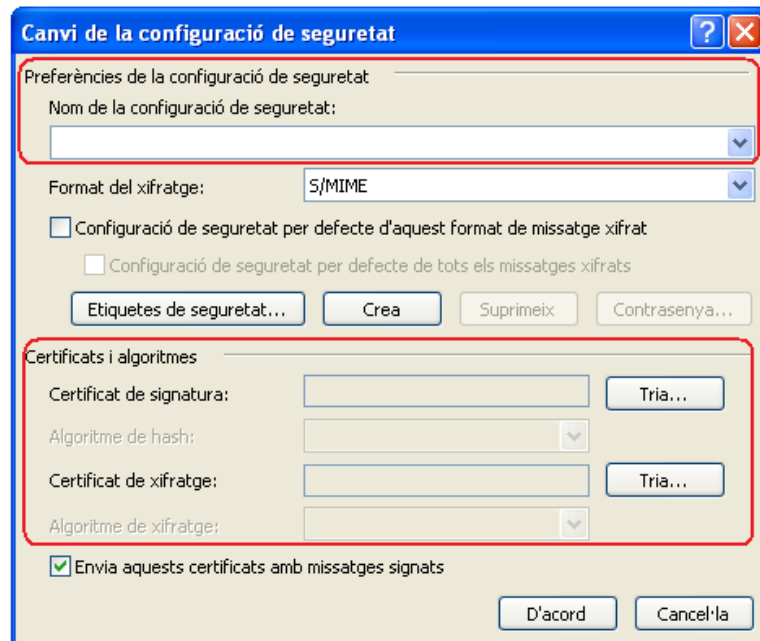 Canvi de la configuració de seguretat
Preferències de la configuració de seguretat
Nom de la configuració de seguretat:
Format del xifratge: S/MIME
Configuració de seguretat per defecte d'aquest format de missatge xifrat
Configuració de seguretat per defecte de tots els missatges xifrats
Etiquetes de seguretat... Crea Suprimeix Contrasenya...
Certificats i algoritmes
Certificat de signatura: Tria...
Algoritme de hash:
Certificat de xifratge: Tria...
Algoritme de xifratge:
Envia aquests certificats amb missatges signats
D'acord Cancel·la